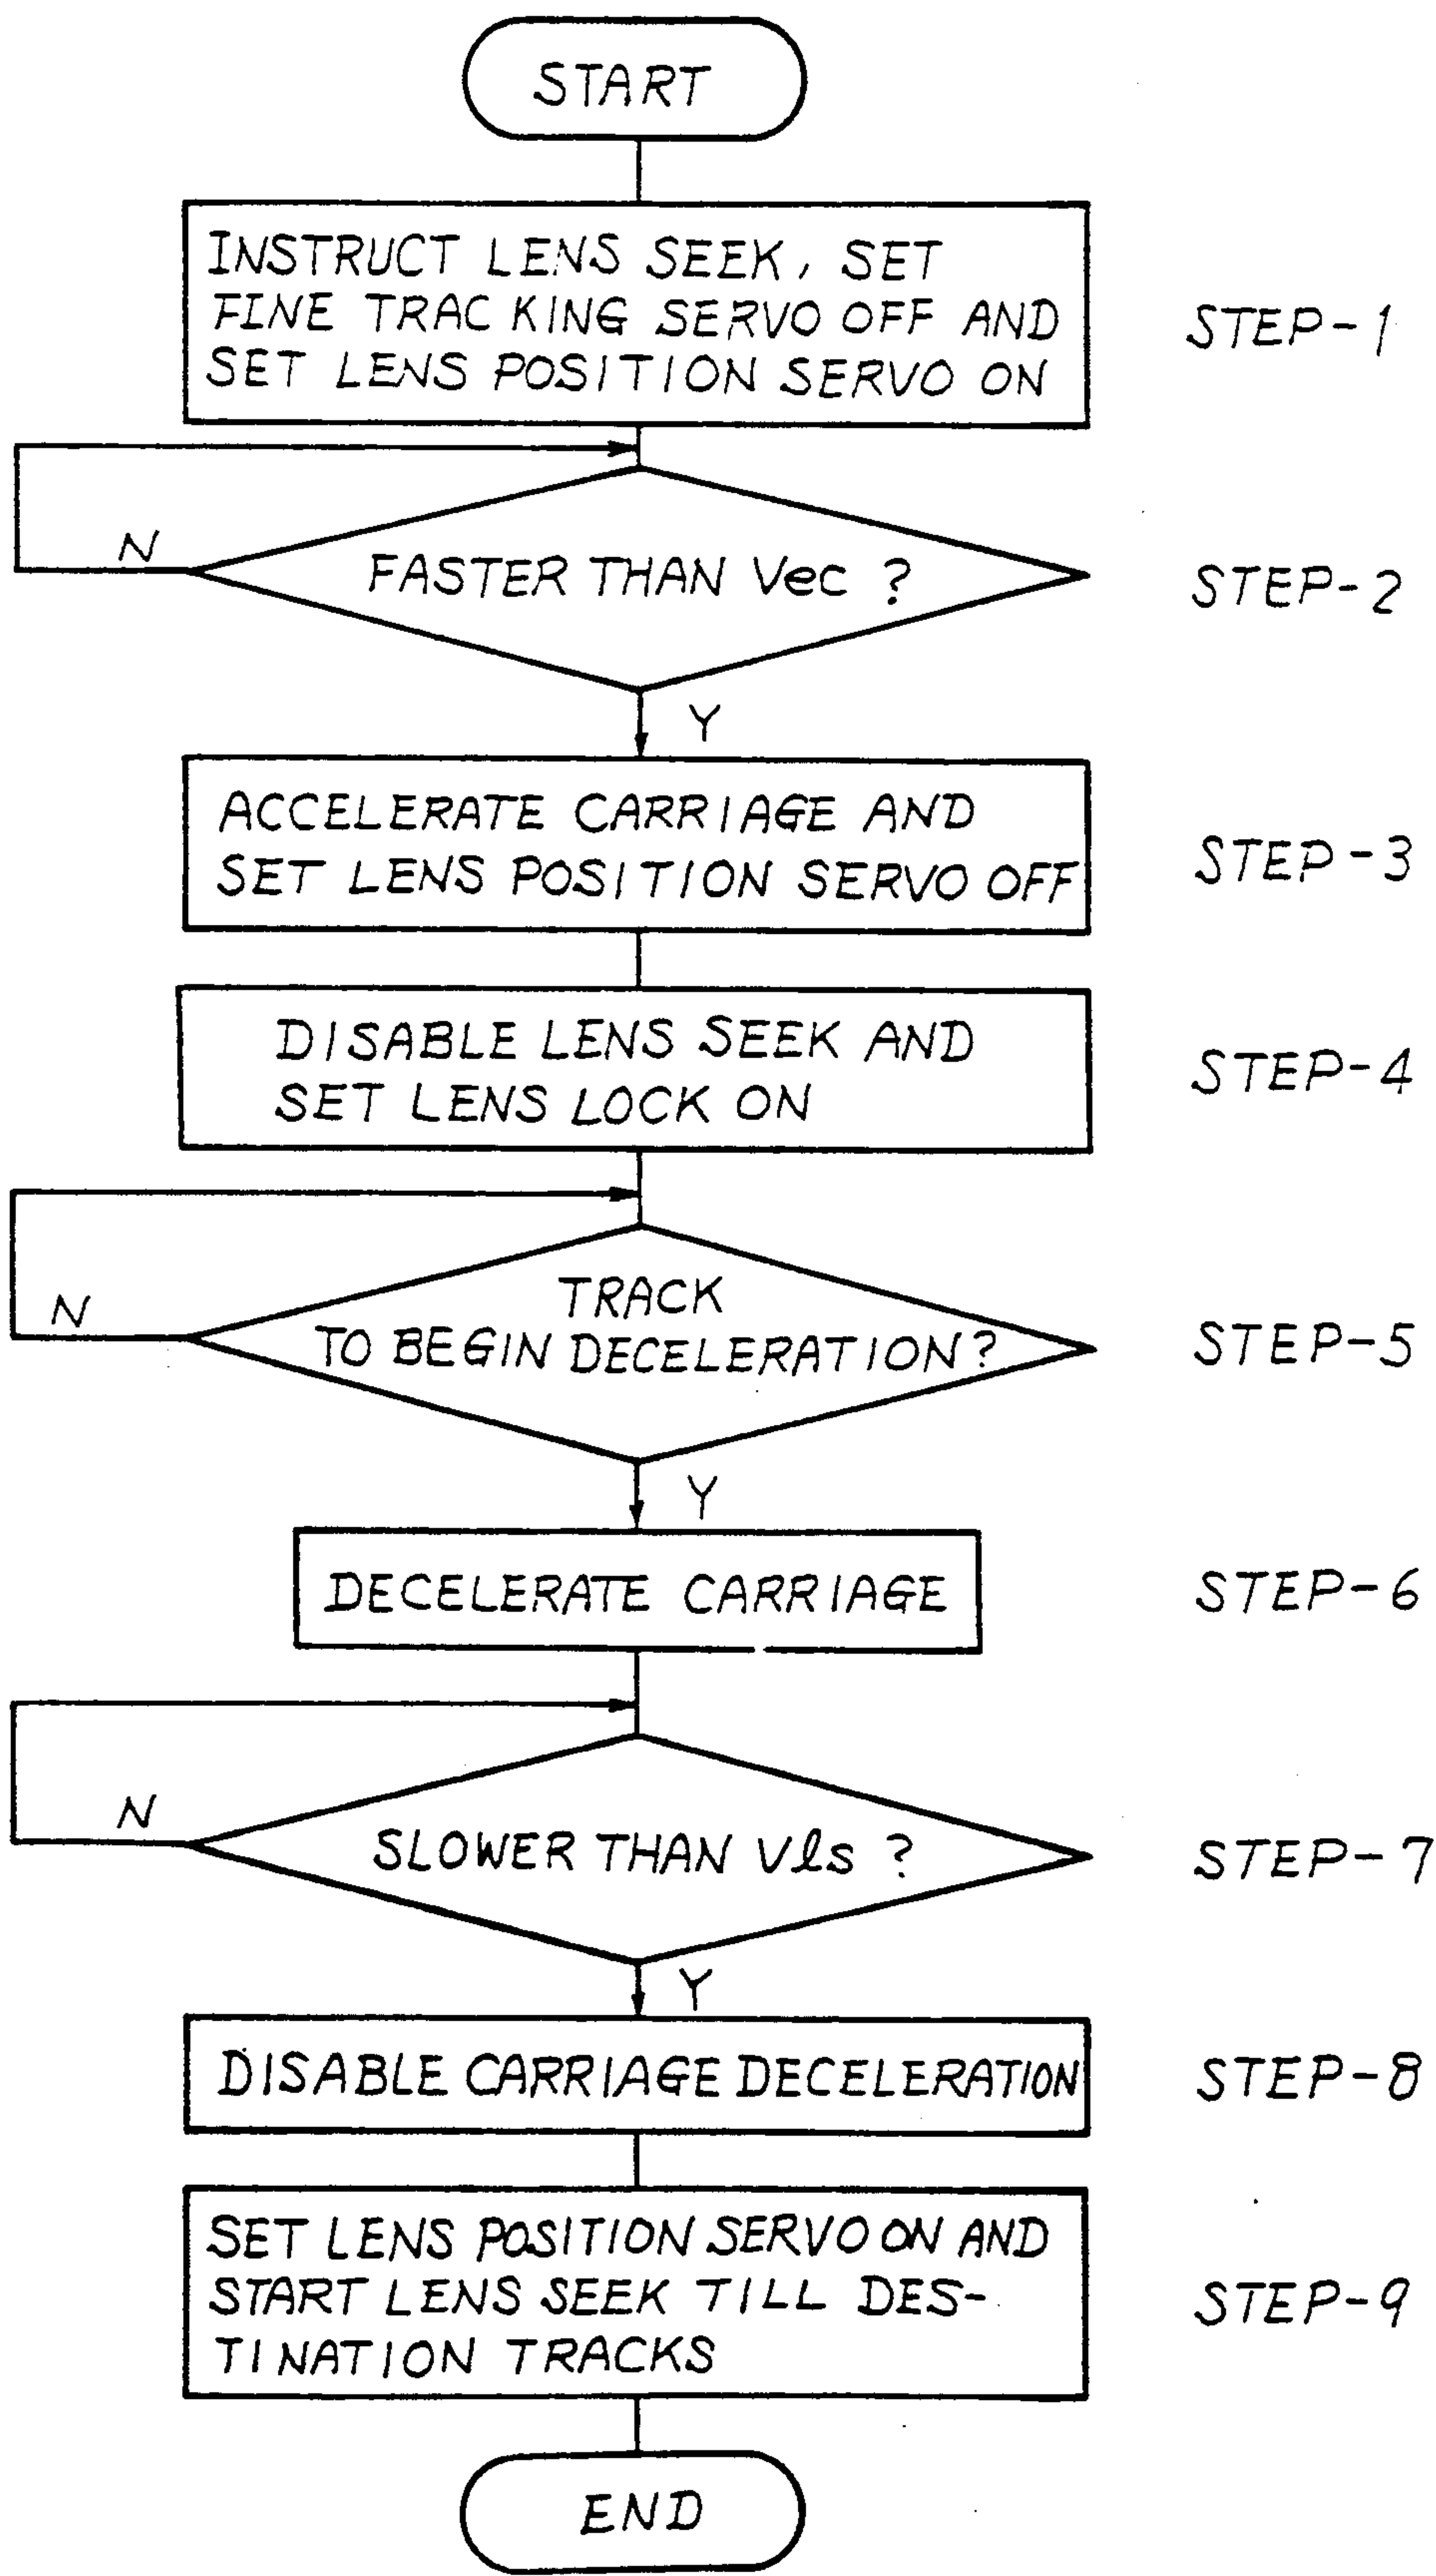 START
INSTRUCT LENS SEEK, SET
FINE TRACKING SERVO OFF AND
SET LENS POSITION SERVO ON
STEP-1
N
FASTER THAN Vec ?
STEP-2
Y
ACCELERATE CARRIAGE AND
SET LENS POSITION SERVO OFF
STEP-3
DISABLE LENS SEEK AND
SET LENS LOCK ON
STEP-4
N
TRACK
TO BEGIN DECELERATION?
STEP-5
Y
DECELERATE CARRIAGE
STEP-6
N
SLOWER THAN Vls ?
STEP-7
Y
DISABLE CARRIAGE DECELERATION
STEP-8
SET LENS POSITION SERVO ON AND
START LENS SEEK TILL DES-
TINATION TRACKS
STEP-9
END